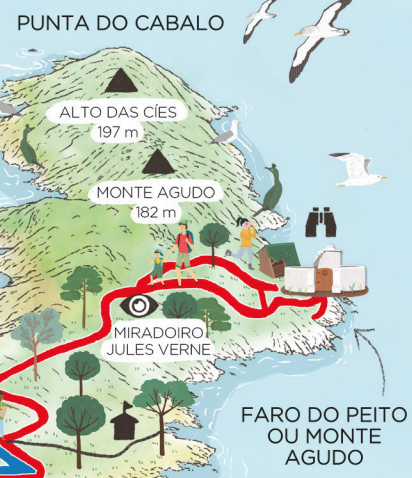 PUNTA DO CABALO
ALTO DAS CÍES
197 m
MONTE AGUDO
182 m
MIRADOIRO
JULES VERNE
FARO DO PEITO
OU MONTE
AGUDO